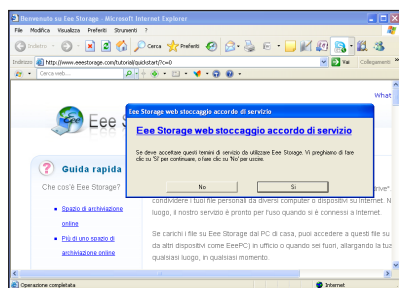 Benvenuto su Eee Storage - Microsoft Internet Explorer
File Modifica Visualizza Preferiti Strumenti ?
Indietro Cerca Preferiti
Indirizzo http://www.eeestorage.com/tutorial/quickstart/?c=0 Vai Collegamenti »
Cerca web...
What
Eee S
Eee Storage web stoccaggio accordo di servizio
Eee Storage web stoccaggio accordo di servizio
Se deve accettare questi termini di servizio da utilizzare Eee Storage. Vi preghiamo di fare
clic su 'Sì' per continuare, o fare clic su 'No' per uscire.
No Si
Guida rapida
Che cos'è Eee Storage?
Spazio di archiviazione
online
Più di uno spazio di
archiviazione online
drive".
condividere i tuoi file personali da diversi computer o dispositivi su Internet. N
luogo, il nostro servizio è pronto per l'uso quando si è connessi a Internet.
Se carichi i file su Eee Storage dal PC di casa, puoi accedere a questi file su
da altri dispositivi come EeePC) in ufficio o quando sei fuori, allargando la tua
qualsiasi luogo, in qualsiasi momento.
Operazione completata Internet